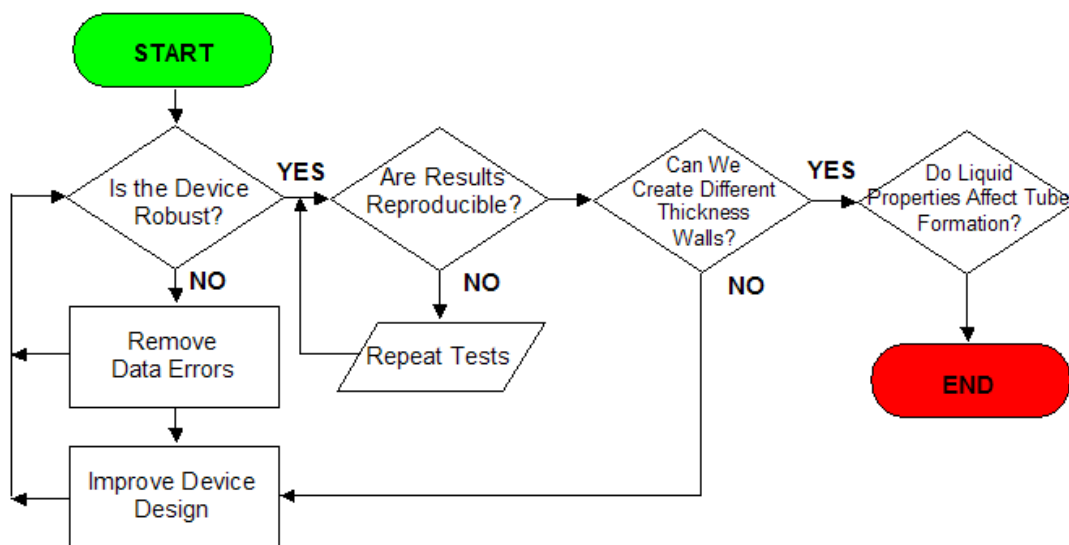 START
Is the Device
Robust?
YES
Are Results
Reproducible?
Can We
Create Different
Thickness
Walls?
YES
Do Liquid
Properties Affect Tube
Formation?
NO
NO
NO
Remove
Data Errors
Repeat Tests
END
Improve Device
Design